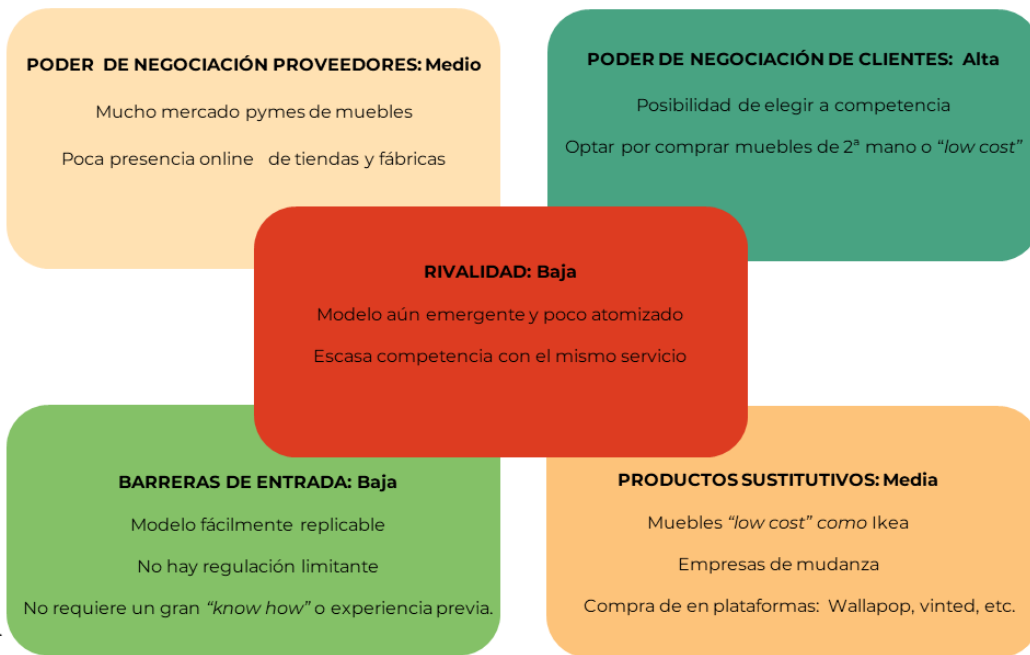 PODER DE NEGOCIACIÓN PROVEEDORES: Medio
Mucho mercado pymes de muebles
Poca presencia online de tiendas y fábricas
PODER DE NEGOCIACIÓN DE CLIENTES: Alta
Posibilidad de elegir a competencia
Optar por comprar muebles de 2ª mano o “low cost”
RIVALIDAD: Baja
Modelo aún emergente y poco atomizado
Escasa competencia con el mismo servicio
BARRERAS DE ENTRADA: Baja
Modelo fácilmente replicable
No hay regulación limitante
No requiere un gran “know how” o experiencia previa.
PRODUCTOS SUSTITUTIVOS: Media
Muebles “low cost” como Ikea
Empresas de mudanza
Compra de en plataformas: Wallapop, vinted, etc.